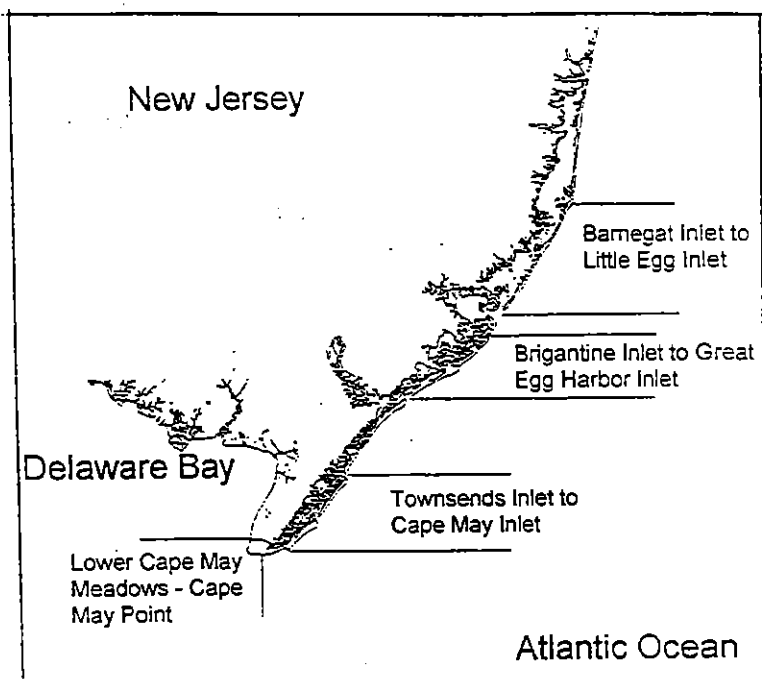 New Jersey
Barnegat Inlet to
Little Egg Inlet
Brigantine Inlet to Great
Egg Harbor Inlet
Delaware Bay
Townsends Inlet to
Cape May Inlet
Lower Cape May
Meadows - Cape
May Point
Atlantic Ocean